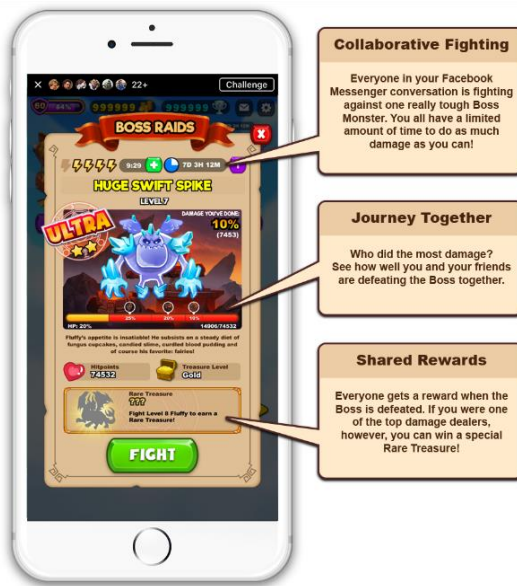 22+
Challenge
60
44%
999999
999999
BOSS RAIDS
9:29
7D 3H 12M
HUGE SWIFT SPIKE
LEVEL 7
ULTRA
DAMAGE YOU'VE DONE:
10%
(7453)
25%
20%
10%
HP: 20%
14906/74532
Fluffy's appetite is insatiable! He subsists on a steady diet of
fungus cupcakes, candied slime, curdled blood pudding and
of course his favorite: fairies!
Hitpoints
74532
Treasure Level
Gold
Rare Treasure
???
Fight Level 8 Fluffy to earn a
Rare Treasure!
FIGHT
Collaborative Fighting
Everyone in your Facebook
Messenger conversation is fighting
against one really tough Boss
Monster. You all have a limited
amount of time to do as much
damage as you can!
Journey Together
Who did the most damage?
See how well you and your friends
are defeating the Boss together.
Shared Rewards
Everyone gets a reward when the
Boss is defeated. If you were one
of the top damage dealers,
however, you can win a special
Rare Treasure!